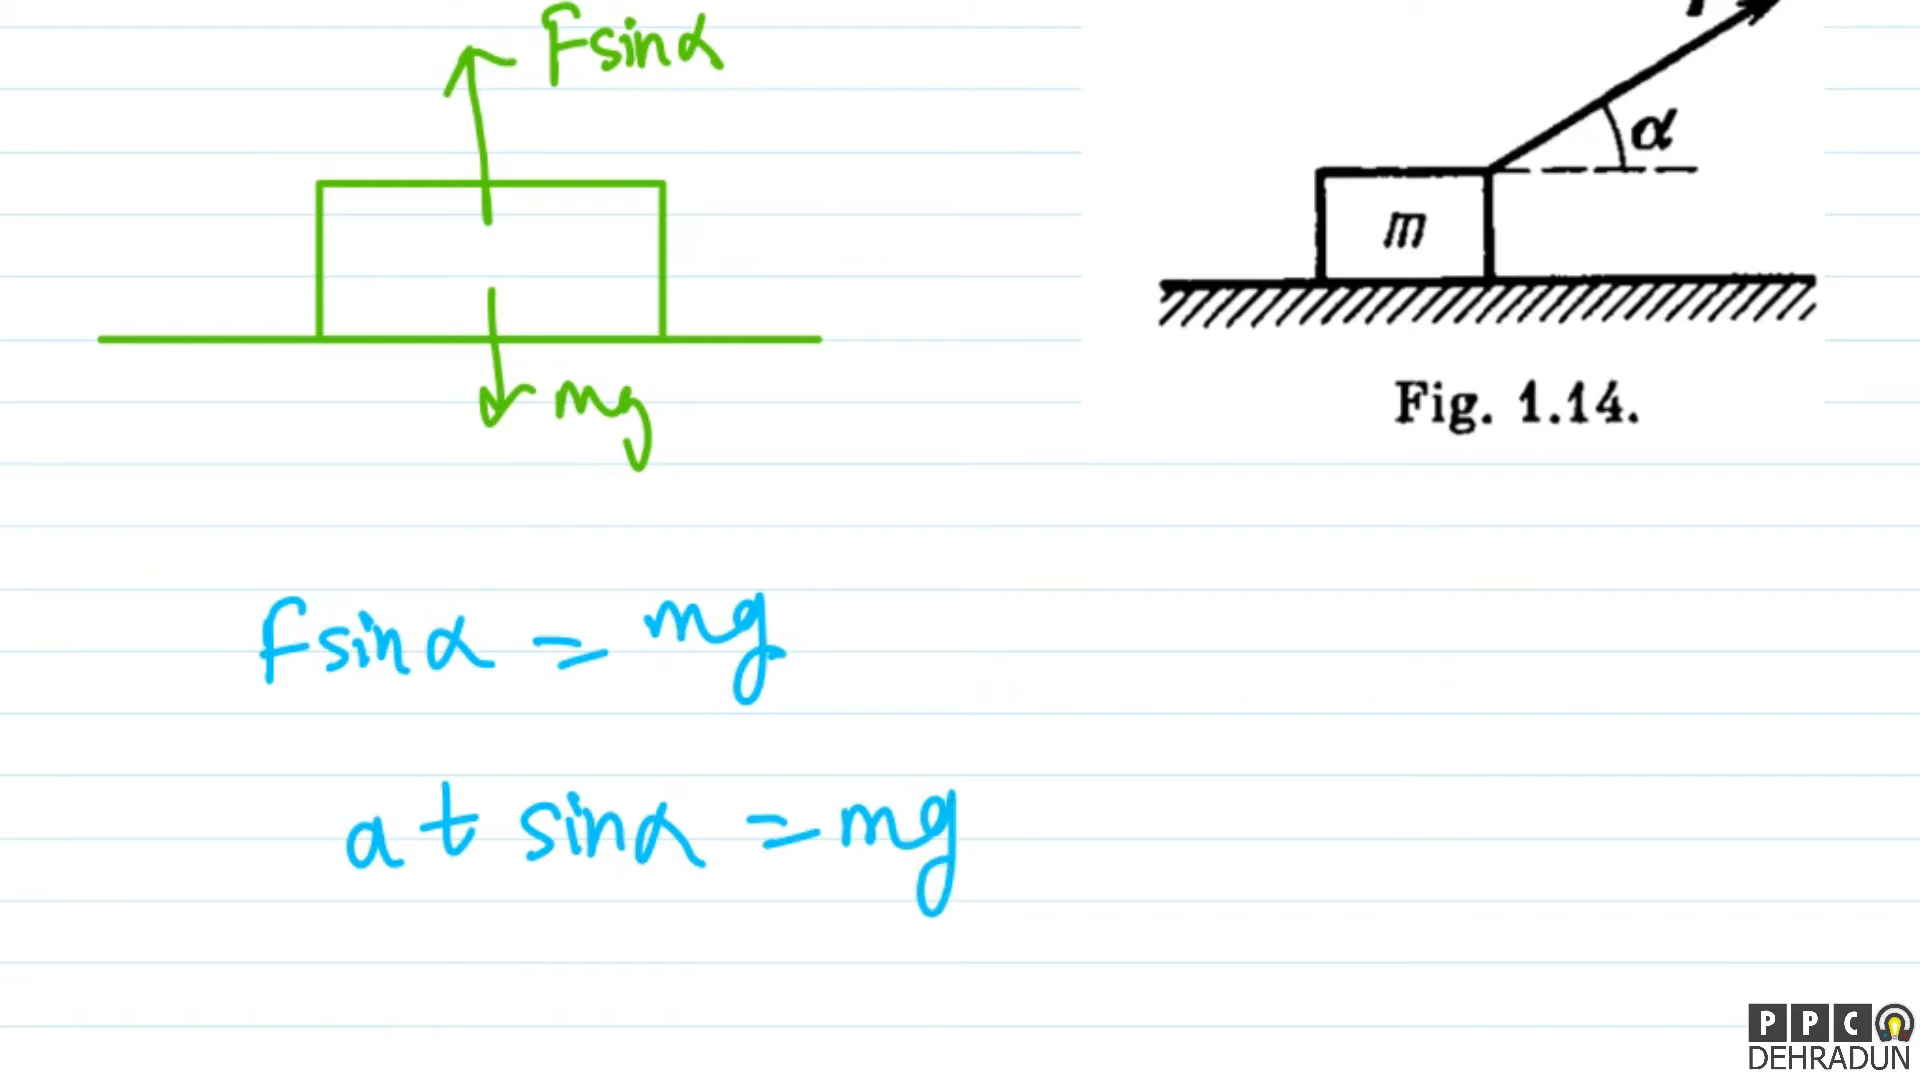 Fsinα
α
m
mg
Fig. 1.14.
Fsinα = mg
at sinα = mg
PPC
DEHRADUN